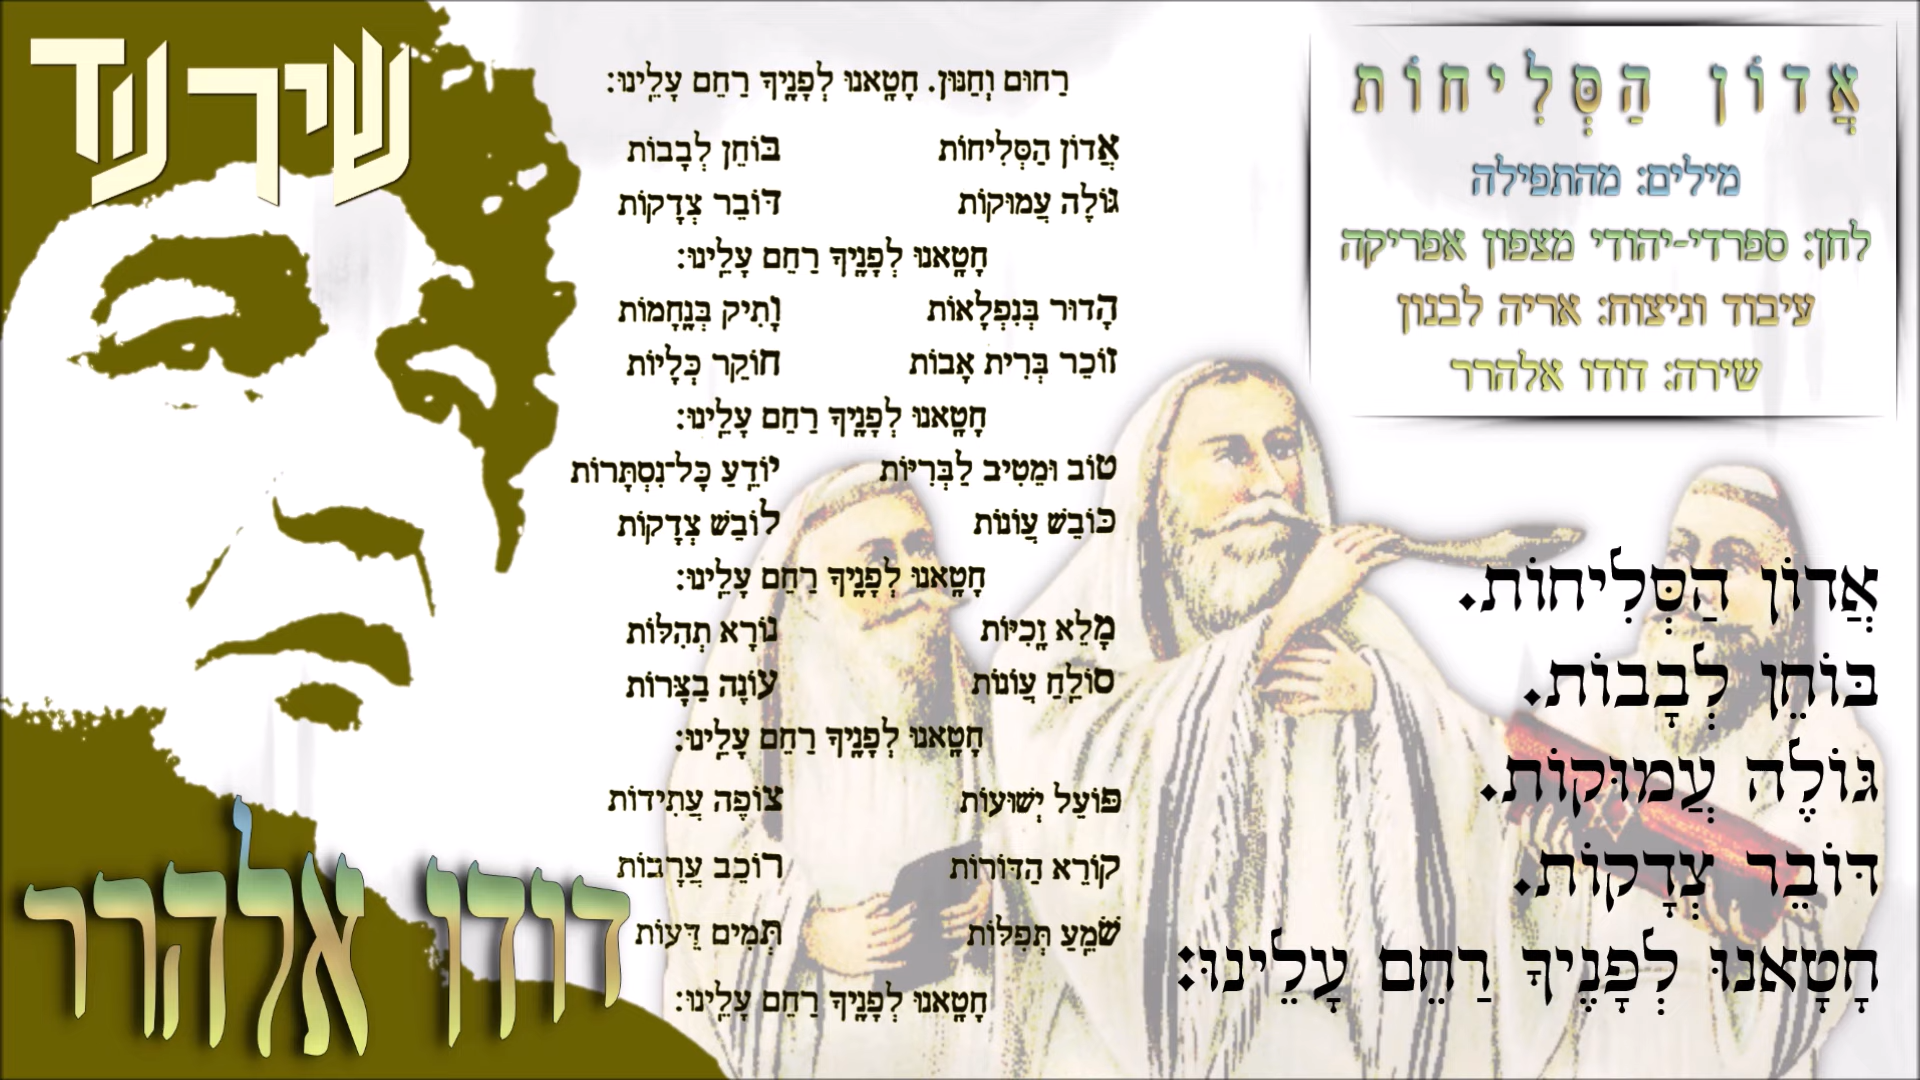 שיר עד
רַחוּם וְחַנּוּן. חָטָאנוּ לְפָנֶיךָ רַחֵם עָלֵינוּ:
אֲדוֹן הַסְּלִיחוֹת בּוֹחֵן לְבָבוֹת
גּוֹלֶה עֲמוּקוֹת דּוֹבֵר צְדָקוֹת
חָטָאנוּ לְפָנֶיךָ רַחֵם עָלֵינוּ:
הָדוּר בְּנִפְלָאוֹת וָתִיק בְּנֶחָמוֹת
זוֹכֵר בְּרִית אָבוֹת חוֹקֵר כְּלָיוֹת
חָטָאנוּ לְפָנֶיךָ רַחֵם עָלֵינוּ:
טוֹב וּמֵטִיב לַבְּרִיּוֹת יוֹדֵעַ כָּל־נִסְתָּרוֹת
כּוֹבֵשׁ עֲוֹנוֹת לוֹבֵשׁ צְדָקוֹת
חָטָאנוּ לְפָנֶיךָ רַחֵם עָלֵינוּ:
מָלֵא זָכִיּוֹת נוֹרָא תְהִלּוֹת
סוֹלֵחַ עֲוֹנוֹת עוֹנֶה בַצָּרוֹת
חָטָאנוּ לְפָנֶיךָ רַחֵם עָלֵינוּ:
פּוֹעֵל יְשׁוּעוֹת צוֹפֶה עֲתִידוֹת
קוֹרֵא הַדּוֹרוֹת רוֹכֵב עֲרָבוֹת
שֹׁמֵעַ תְּפִלּוֹת תְּמִים דֵּעוֹת
חָטָאנוּ לְפָנֶיךָ רַחֵם עָלֵינוּ:
אֲדוֹן הַסְּלִיחוֹת
מילים: מהתפילה
לחן: ספרדי-יהודי מצפון אפריקה
עיבוד וניצוח: אריה לבנון
שירה: דודו אלהרר
אֲדוֹן הַסְּלִיחוֹת.
בּוֹחֵן לְבָבוֹת.
גּוֹלֶה עֲמוּקוֹת.
דּוֹבֵר צְדָקוֹת.
חָטָאנוּ לְפָנֶיךָ רַחֵם עָלֵינוּ:
דודו אלהרר